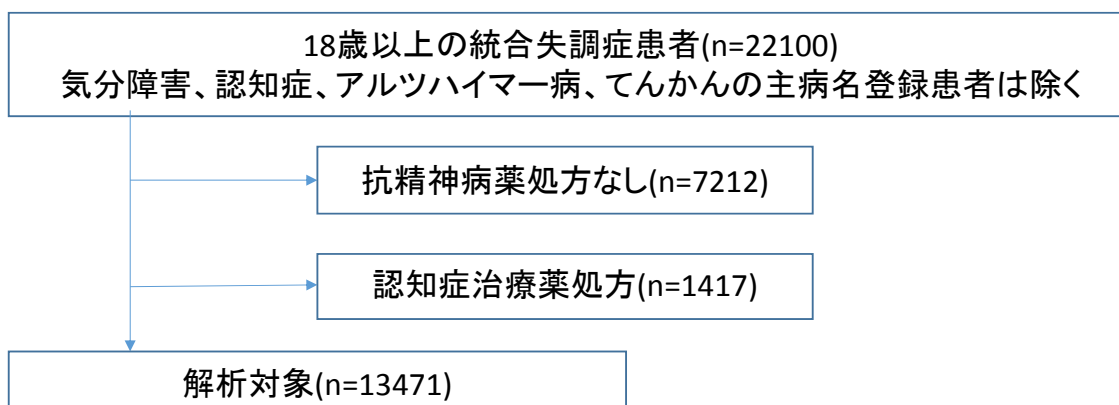 18歳以上の統合失調症患者(n=22100)
気分障害、認知症、アルツハイマー病、てんかんの主病名登録患者は除く
抗精神病薬処方なし(n=7212)
認知症治療薬処方(n=1417)
解析対象(n=13471)